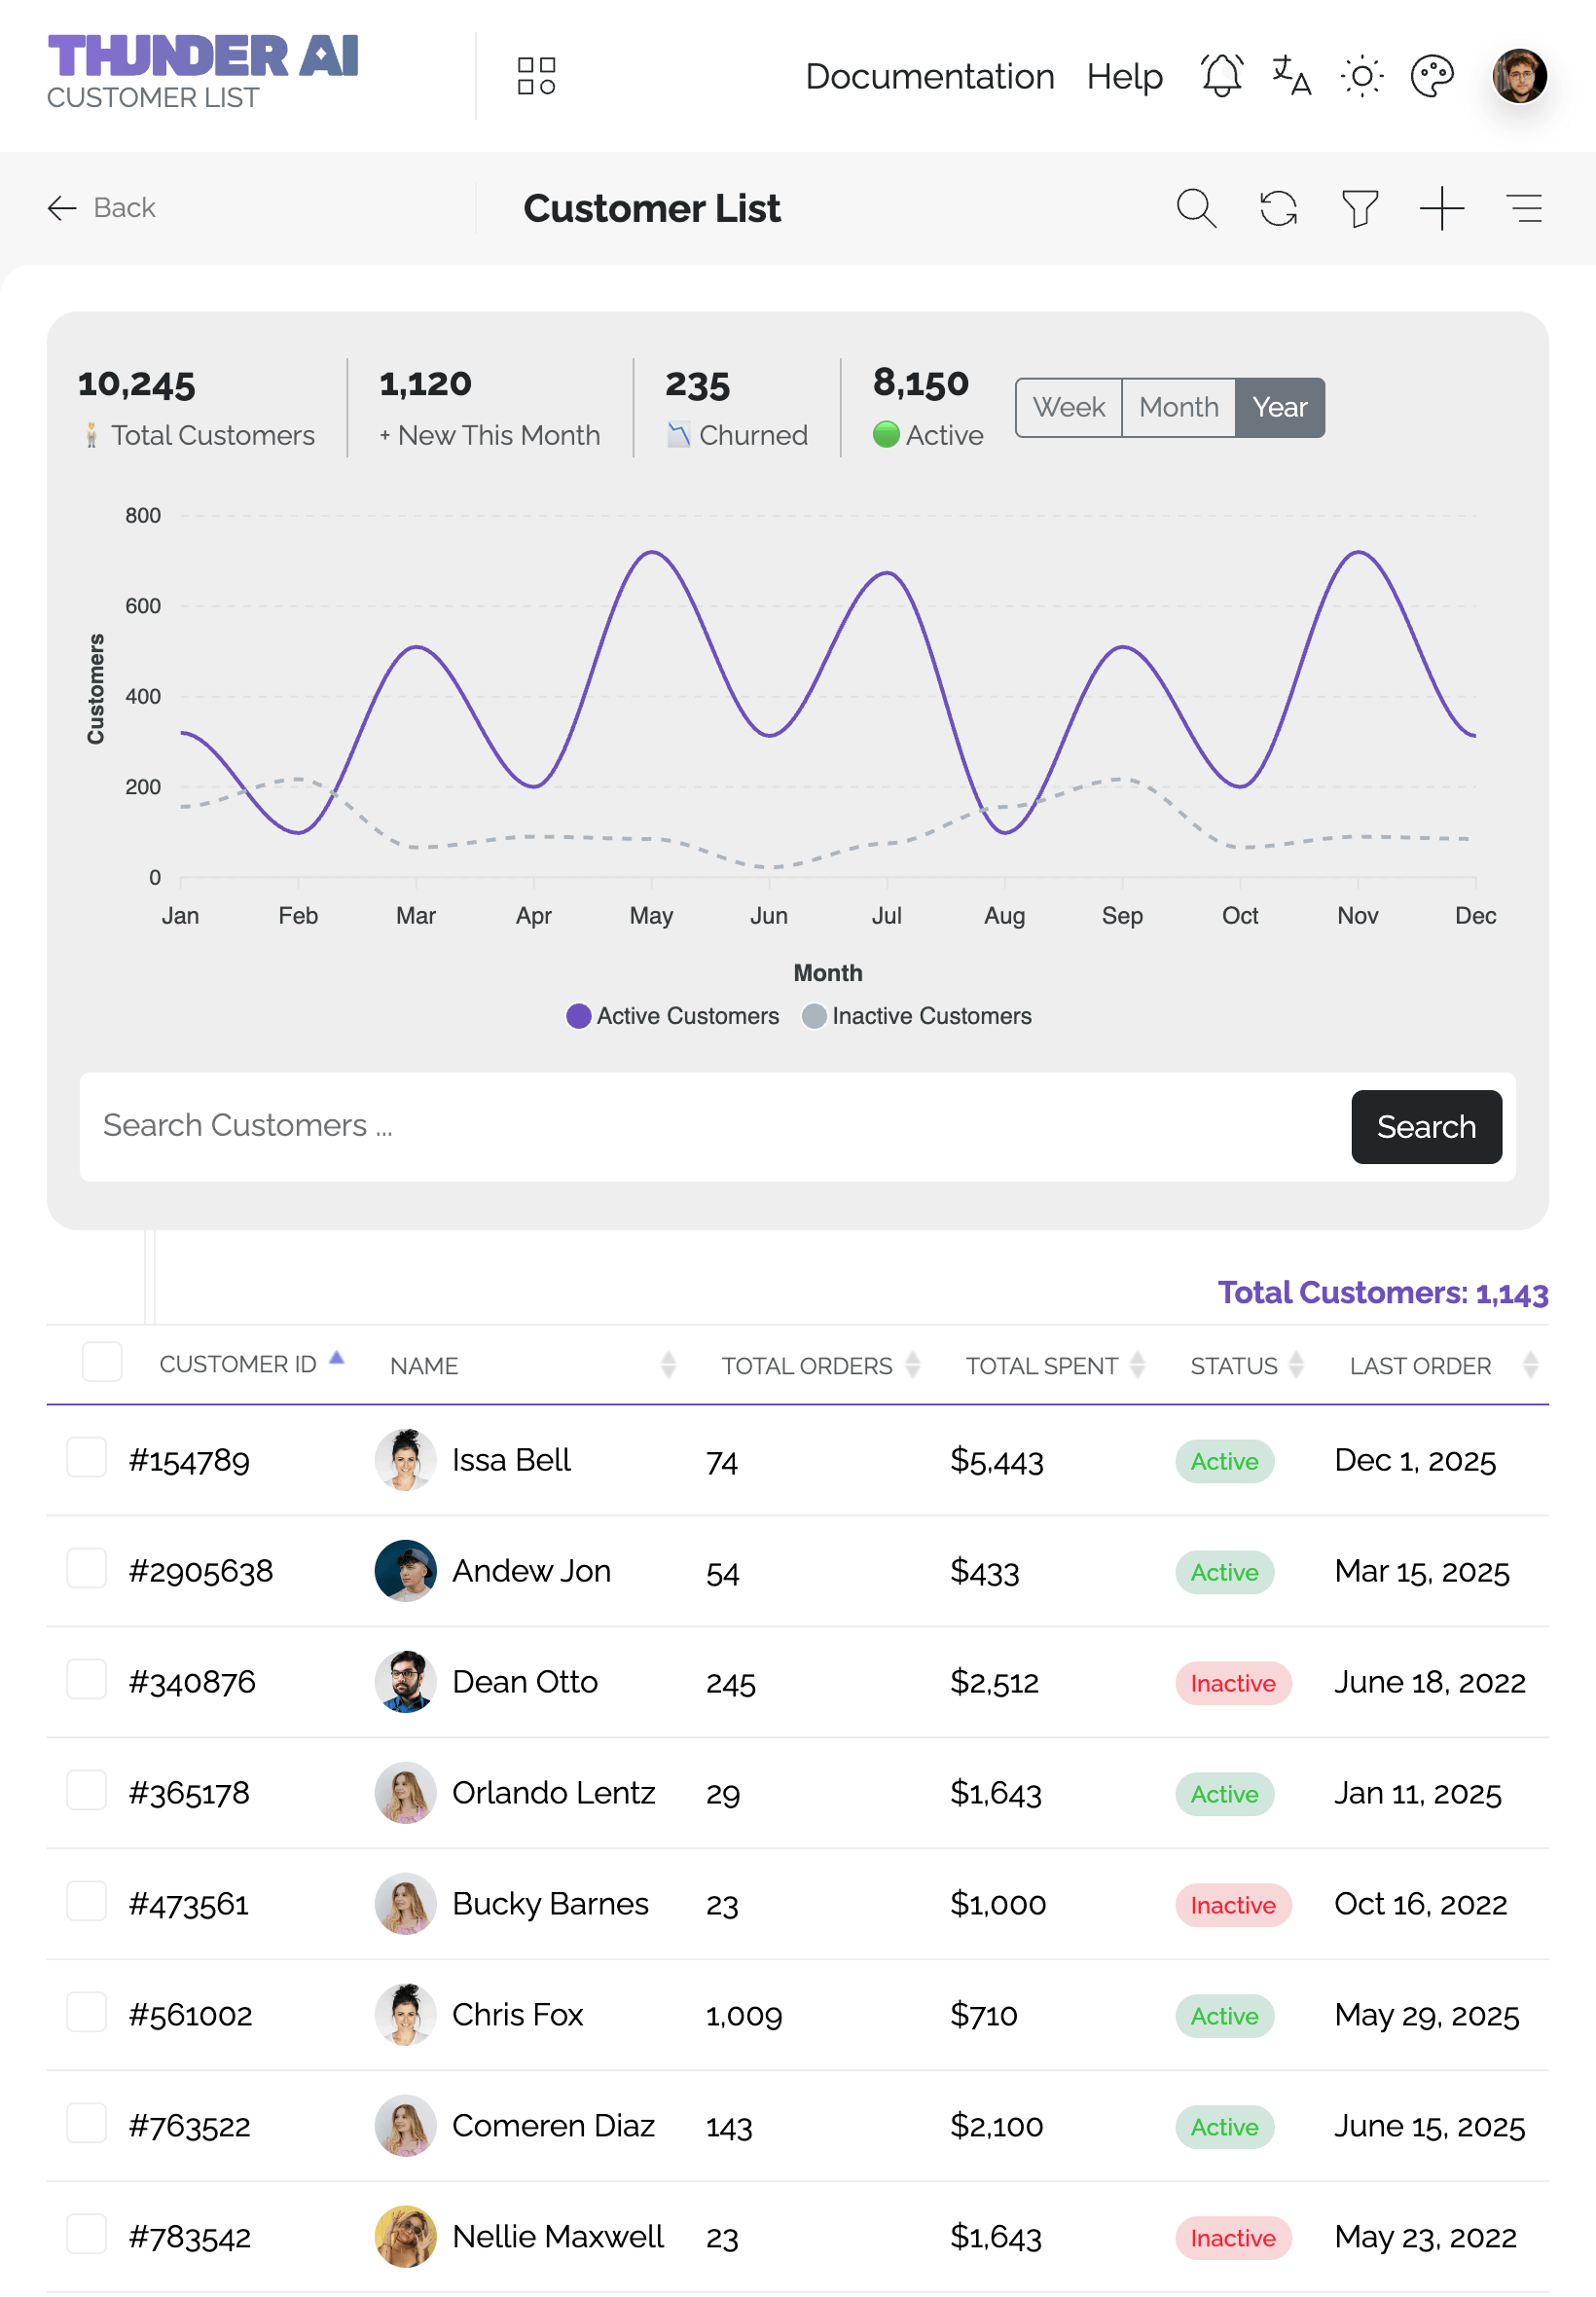 THUNDER AI
CUSTOMER LIST
Documentation Help
Back
Customer List
10,245
Total Customers
1,120
+ New This Month
235
Churned
8,150
Active
Week Month Year
800
600
400
200
0
Customers
Jan Feb Mar Apr May Jun Jul Aug Sep Oct Nov Dec
Month
Active Customers Inactive Customers
Search Customers ... Search
Total Customers: 1,143
CUSTOMER ID NAME TOTAL ORDERS TOTAL SPENT STATUS LAST ORDER
#154789 Issa Bell 74 $5,443 Active Dec 1, 2025
#2905638 Andew Jon 54 $433 Active Mar 15, 2025
#340876 Dean Otto 245 $2,512 Inactive June 18, 2022
#365178 Orlando Lentz 29 $1,643 Active Jan 11, 2025
#473561 Bucky Barnes 23 $1,000 Inactive Oct 16, 2022
#561002 Chris Fox 1,009 $710 Active May 29, 2025
#763522 Comeren Diaz 143 $2,100 Active June 15, 2025
#783542 Nellie Maxwell 23 $1,643 Inactive May 23, 2022